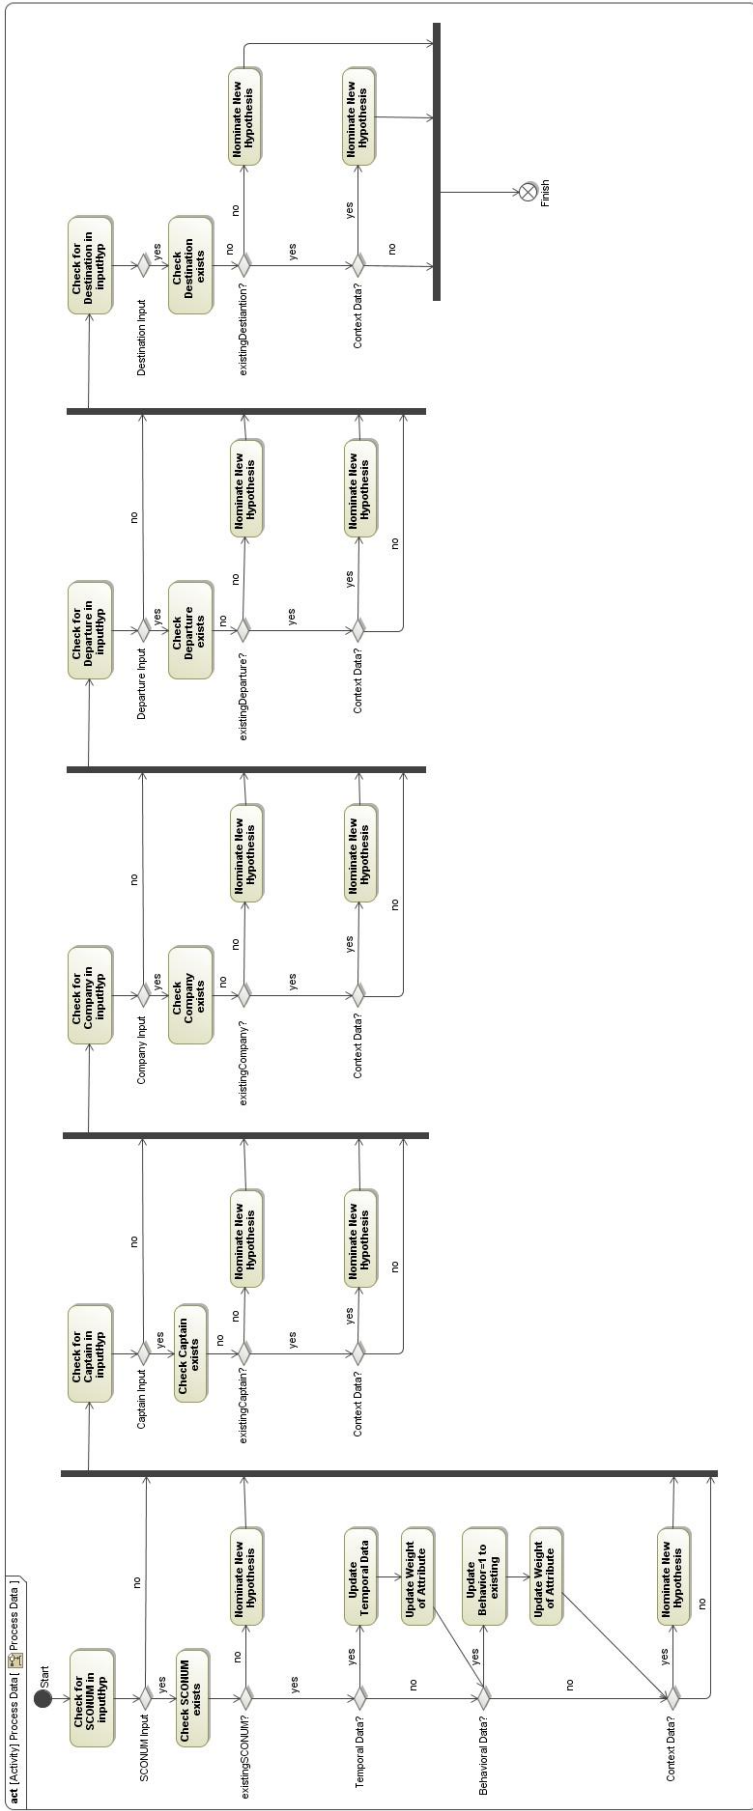 act [Activity] Process Data [ Process Data ]
Start
Check for
SCONUM in
inputHyp
SCONUM Input
no
yes
Check SCONUM
exists
existingSCONUM?
no
Nominate New
Hypothesis
yes
Temporal Data?
yes
Update
Temporal Data
Update Weight
of Attribute
no
Behavioral Data?
yes
Update
Behavior=1 to
existing
Update Weight
of Attribute
no
Context Data?
yes
Nominate New
Hypothesis
no
Check for
Captain in
inputHyp
Captain Input
no
yes
Check Captain
exists
no
existingCaptain?
no
Nominate New
Hypothesis
yes
Context Data?
yes
Nominate New
Hypothesis
no
Check for
Company in
inputHyp
Company Input
no
yes
Check
Company
exists
no
existingCompany?
no
Nominate New
Hypothesis
yes
Context Data?
yes
Nominate New
Hypothesis
no
Check for
Departure in
inputHyp
Departure Input
no
yes
Check
Departure
exists
no
existingDeparture?
no
Nominate New
Hypothesis
yes
Context Data?
yes
Nominate New
Hypothesis
no
Check for
Destination in
inputHyp
Destination Input
yes
Check
Destination
exists
no
existingDestiantion?
no
Nominate New
Hypothesis
yes
Context Data?
yes
Nominate New
Hypothesis
no
Finish